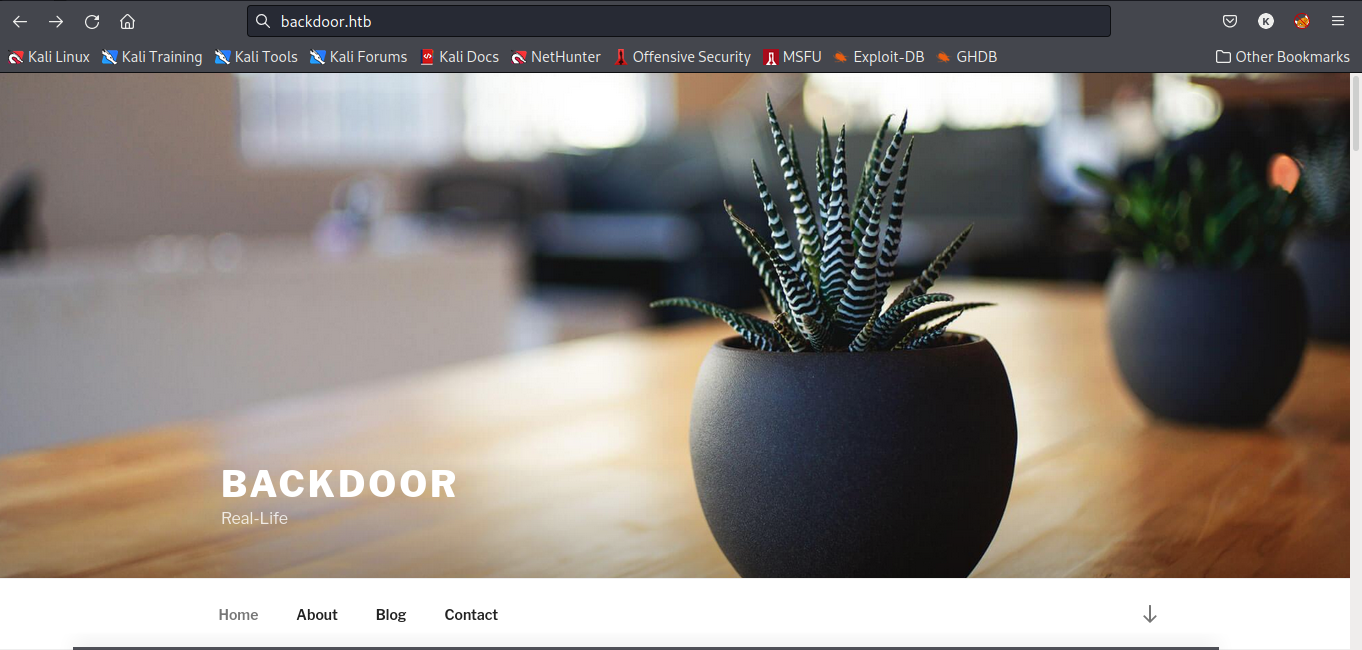 backdoor.htb
K
Kali Linux Kali Training Kali Tools Kali Forums Kali Docs NetHunter Offensive Security MSFU Exploit-DB GHDB Other Bookmarks
BACKDOOR
Real-Life
Home About Blog Contact